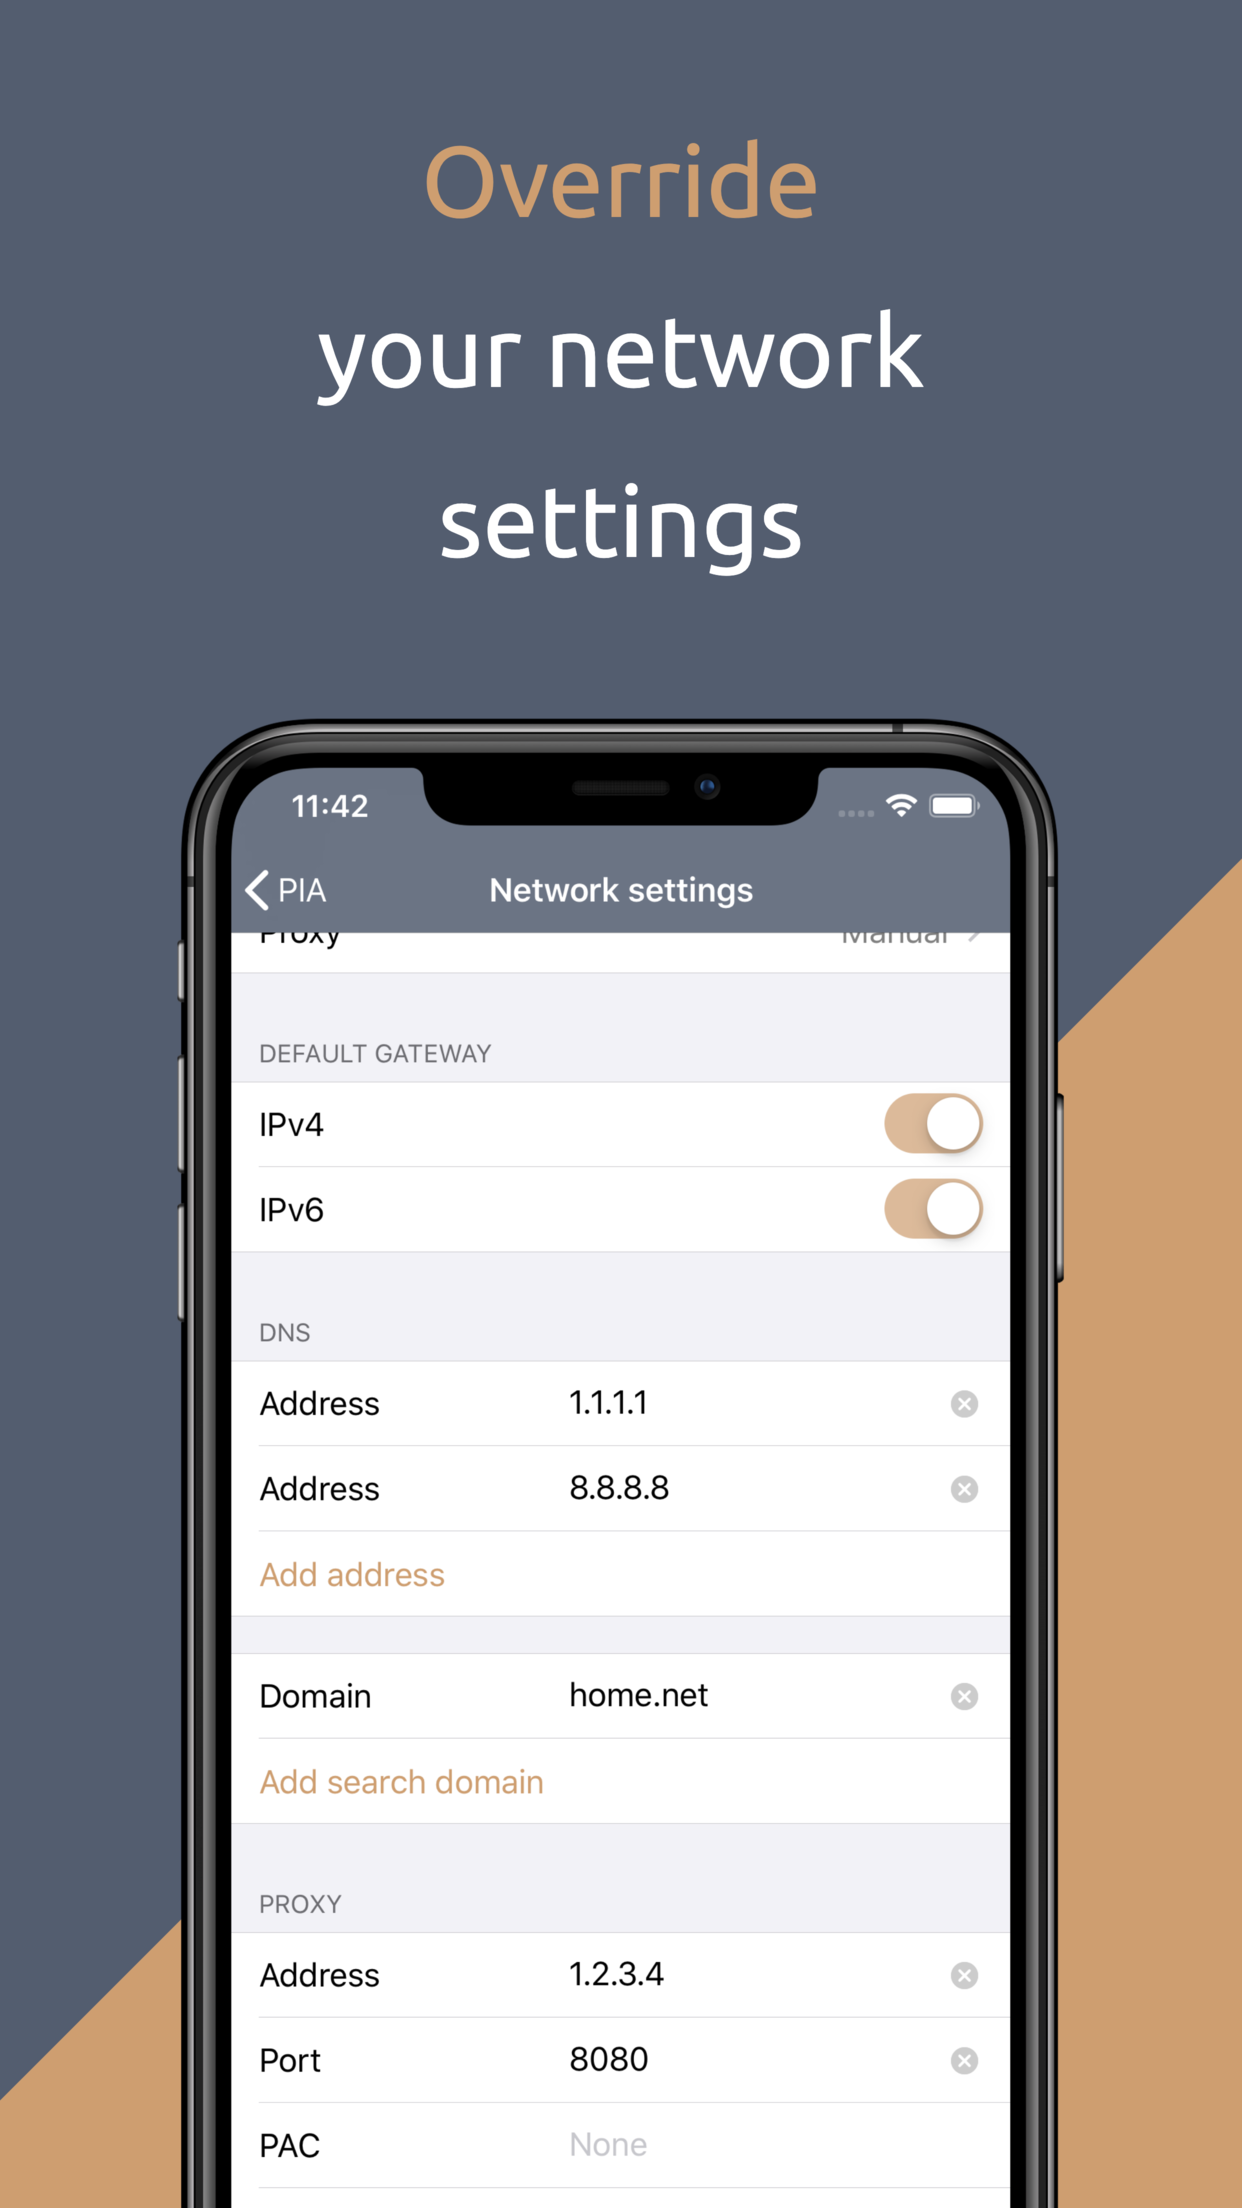 Override
your network
settings
11:42
PIA Network settings
Proxy Manual
DEFAULT GATEWAY
IPv4
IPv6
DNS
Address 1.1.1.1
Address 8.8.8.8
Add address
Domain home.net
Add search domain
PROXY
Address 1.2.3.4
Port 8080
PAC None